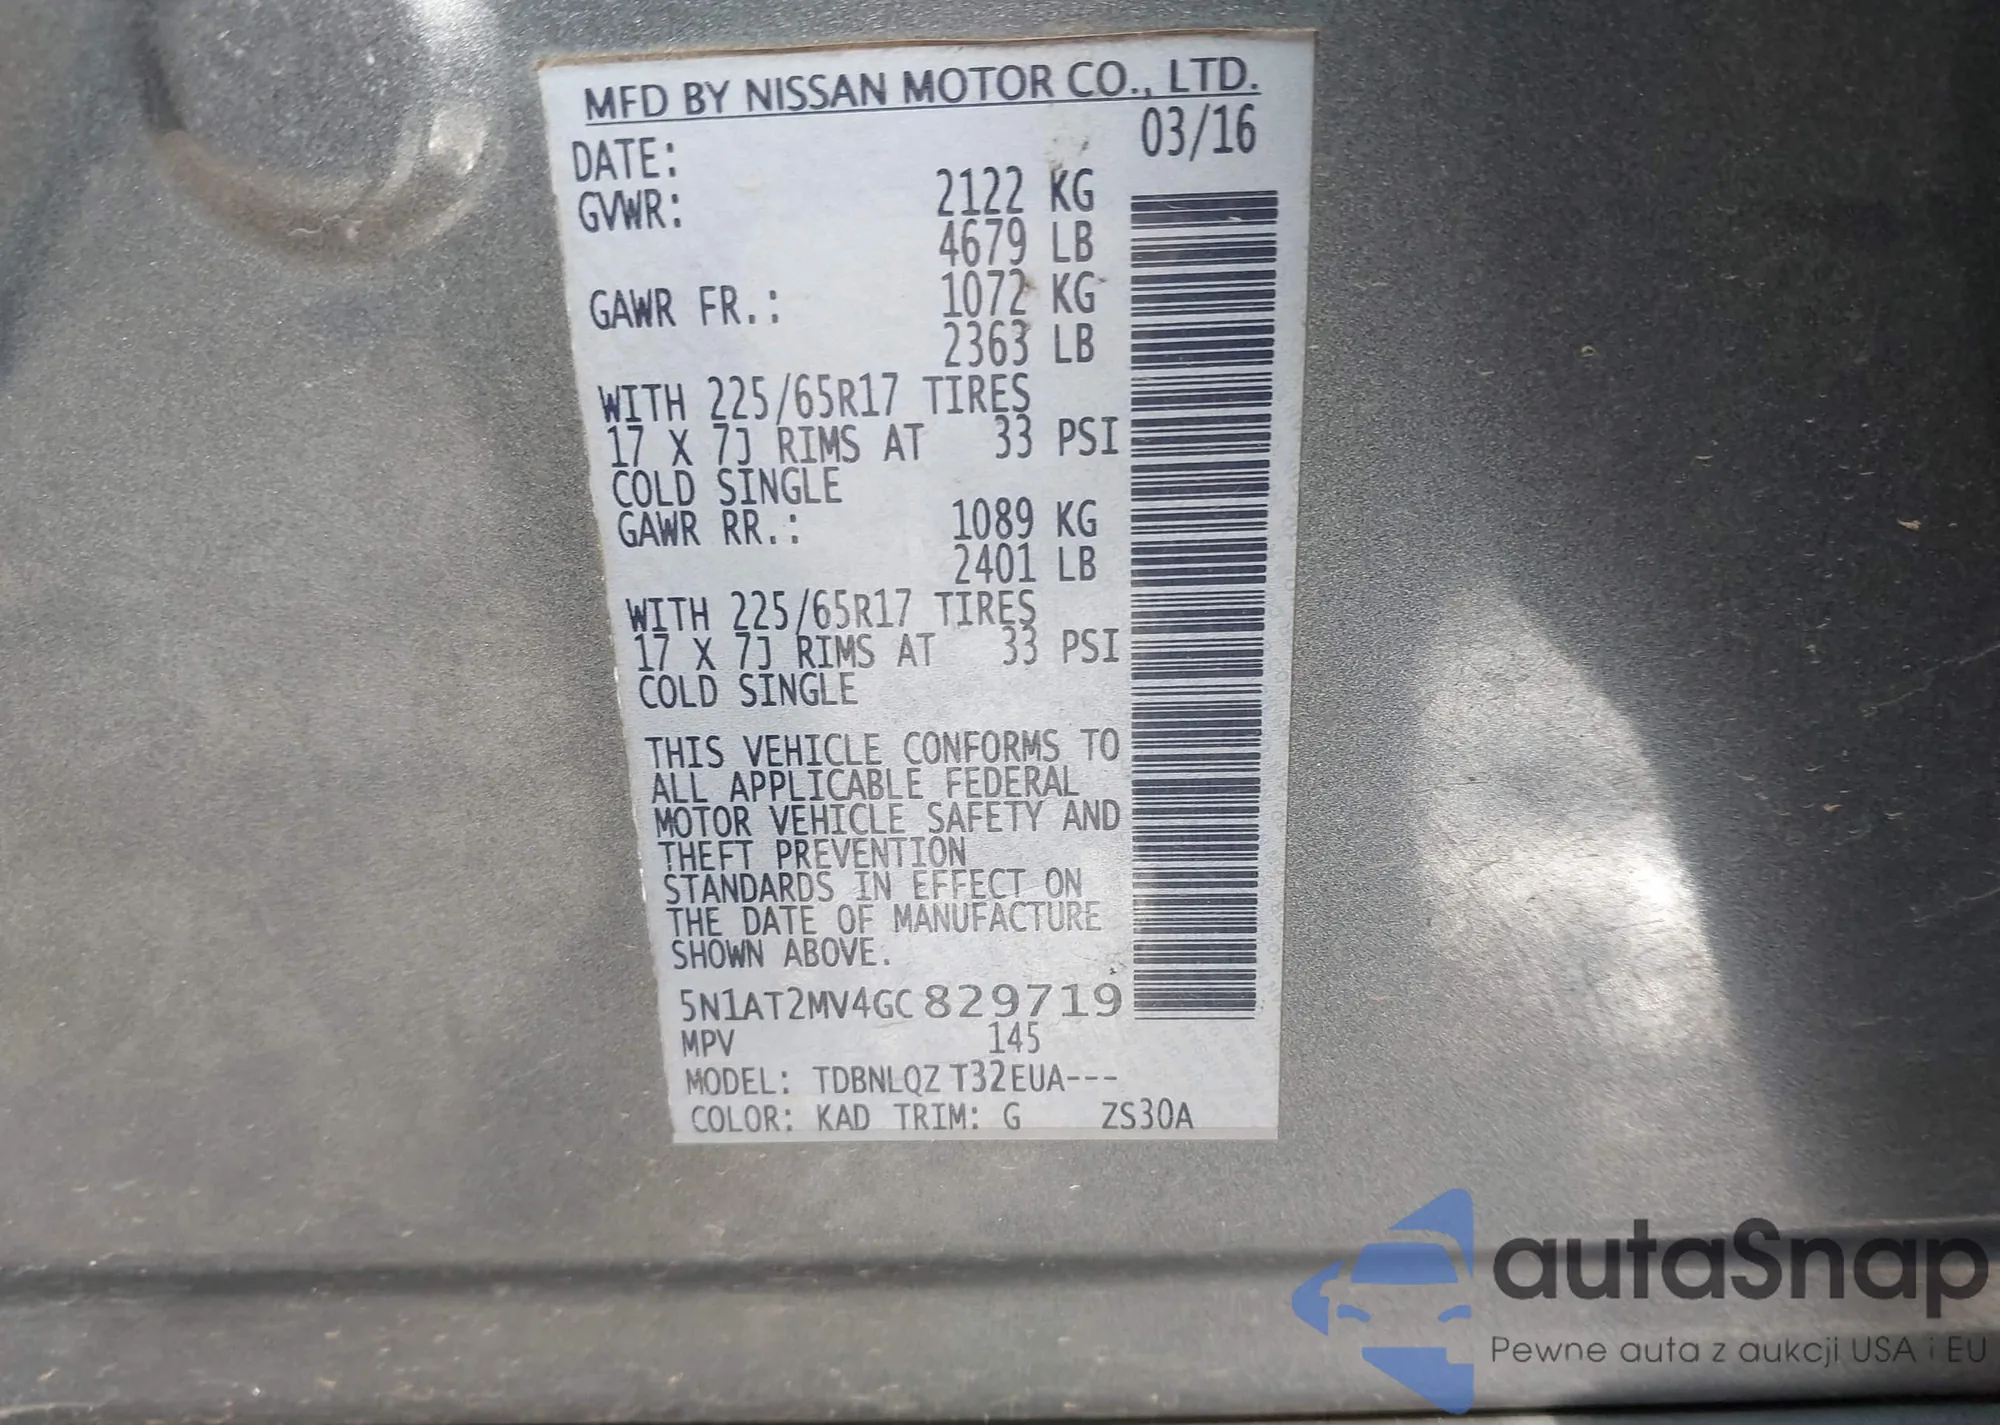 MFD BY NISSAN MOTOR CO., LTD.
DATE: 03/16
GVWR: 2122 KG
4679 LB
GAWR FR.: 1072 KG
2363 LB
WITH 225/65R17 TIRES
17 X 7J RIMS AT 33 PSI
COLD SINGLE
GAWR RR.: 1089 KG
2401 LB
WITH 225/65R17 TIRES
17 X 7J RIMS AT 33 PSI
COLD SINGLE
THIS VEHICLE CONFORMS TO
ALL APPLICABLE FEDERAL
MOTOR VEHICLE SAFETY AND
THEFT PREVENTION
STANDARDS IN EFFECT ON
THE DATE OF MANUFACTURE
SHOWN ABOVE.
5N1AT2MV4GC829719
MPV 145
MODEL: TDBNLQZ T32EUA---
COLOR: KAD TRIM: G ZS30A
autaSnap
Pewne auta z aukcji USA i EU